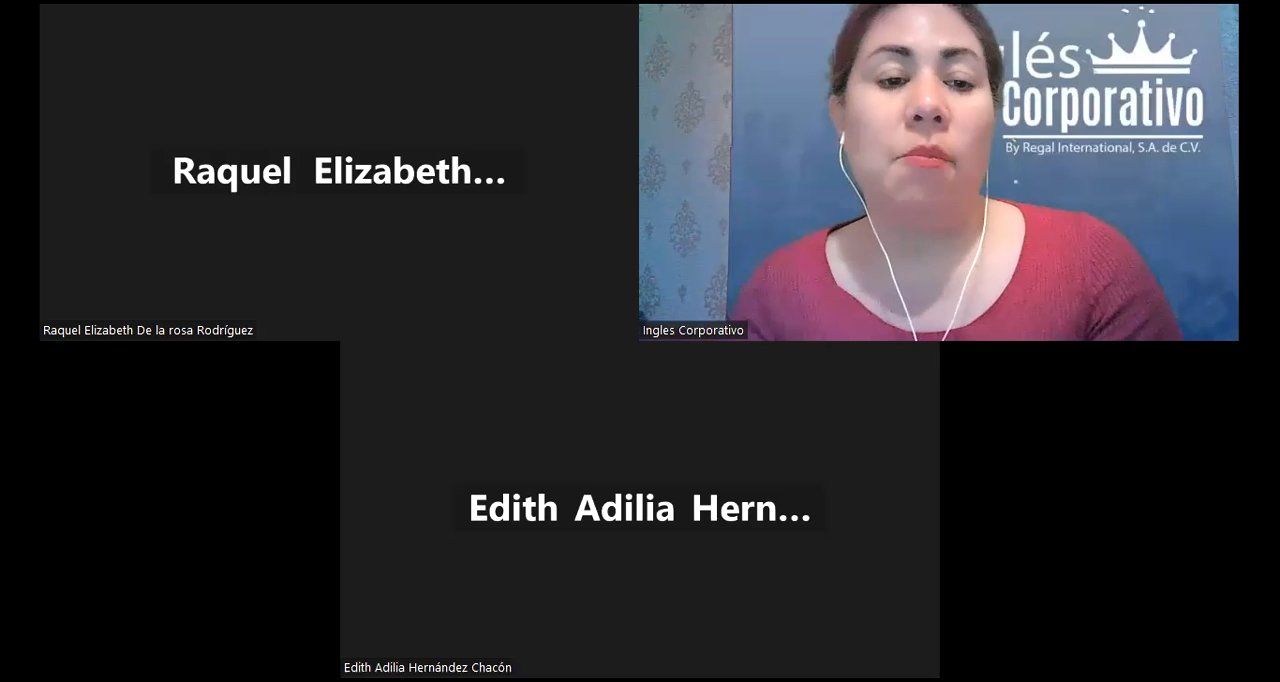 Raquel Elizabeth...
Raquel Elizabeth De la rosa Rodríguez
lés
Corporativo
By Regal International, S.A. de C.V.
Ingles Corporativo
Edith Adilia Hern...
Edith Adilia Hernández Chacón